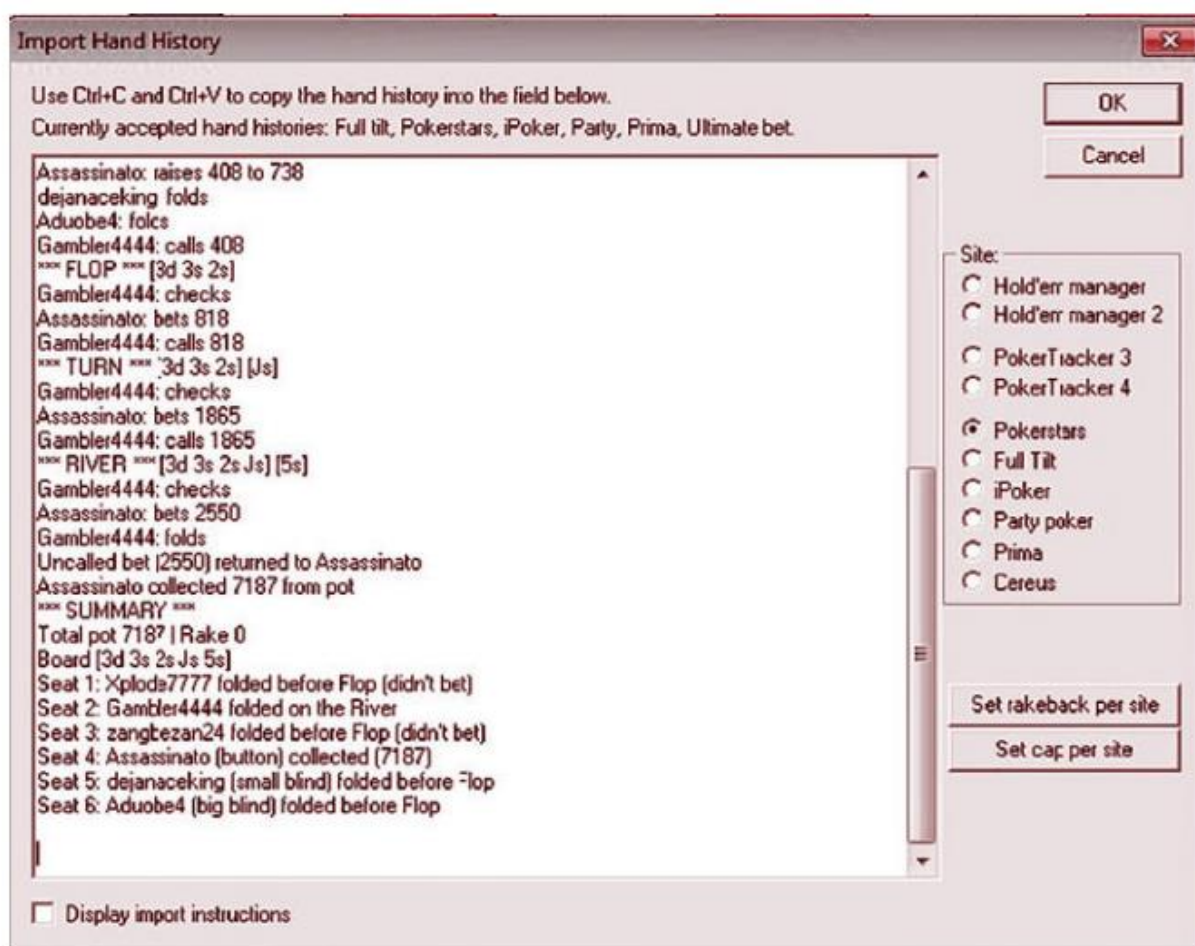 Import Hand History
Use Ctrl+C and Ctrl+V to copy the hand history into the field below.
Currently accepted hand histories: Full tilt, Pokerstars, iPoker, Party, Prima, Ultimate bet.
OK
Cancel
Assassinato: raises 408 to 738
dejanaceking folds
Aduobe4: folcs
Gambler4444: calls 408
*** FLOP *** [3d 3s 2s]
Gambler4444: checks
Assassinato: bets 818
Gambler4444: calls 818
*** TURN *** [3d 3s 2s] [Js]
Gambler4444: checks
Assassinato: bets 1865
Gambler4444: calls 1865
*** RIVER *** [3d 3s 2s Js] [5s]
Gambler4444: checks
Assassinato: bets 2550
Gambler4444: folds
Uncalled bet (2550) returned to Assassinato
Assassinato collected 7187 from pot
*** SUMMARY ***
Total pot 7187 | Rake 0
Board [3d 3s 2s Js 5s]
Seat 1: Xplode7777 folded before Flop (didn't bet)
Seat 2: Gambler4444 folded on the River
Seat 3: zangbezan24 folded before Flop (didn't bet)
Seat 4: Assassinato (button) collected (7187)
Seat 5: dejanaceking (small blind) folded before Flop
Seat 6: Aduobe4 (big blind) folded before Flop
Site:
Hold'em manager
Hold'em manager 2
PokerTracker 3
PokerTracker 4
Pokerstars
Full Tilt
iPoker
Party poker
Prima
Cereus
Set rakeback per site
Set cap per site
Display import instructions